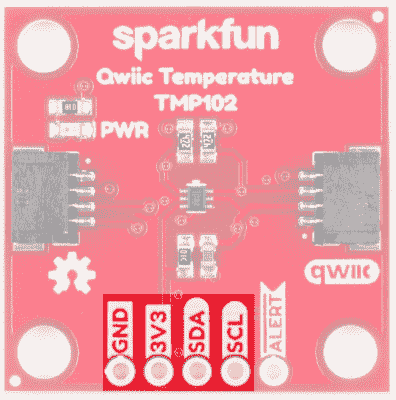 sparkfun
Qwiic Temperature
TMP102
PWR
qwiic
GND
3V3
SDA
SCL
ALERT